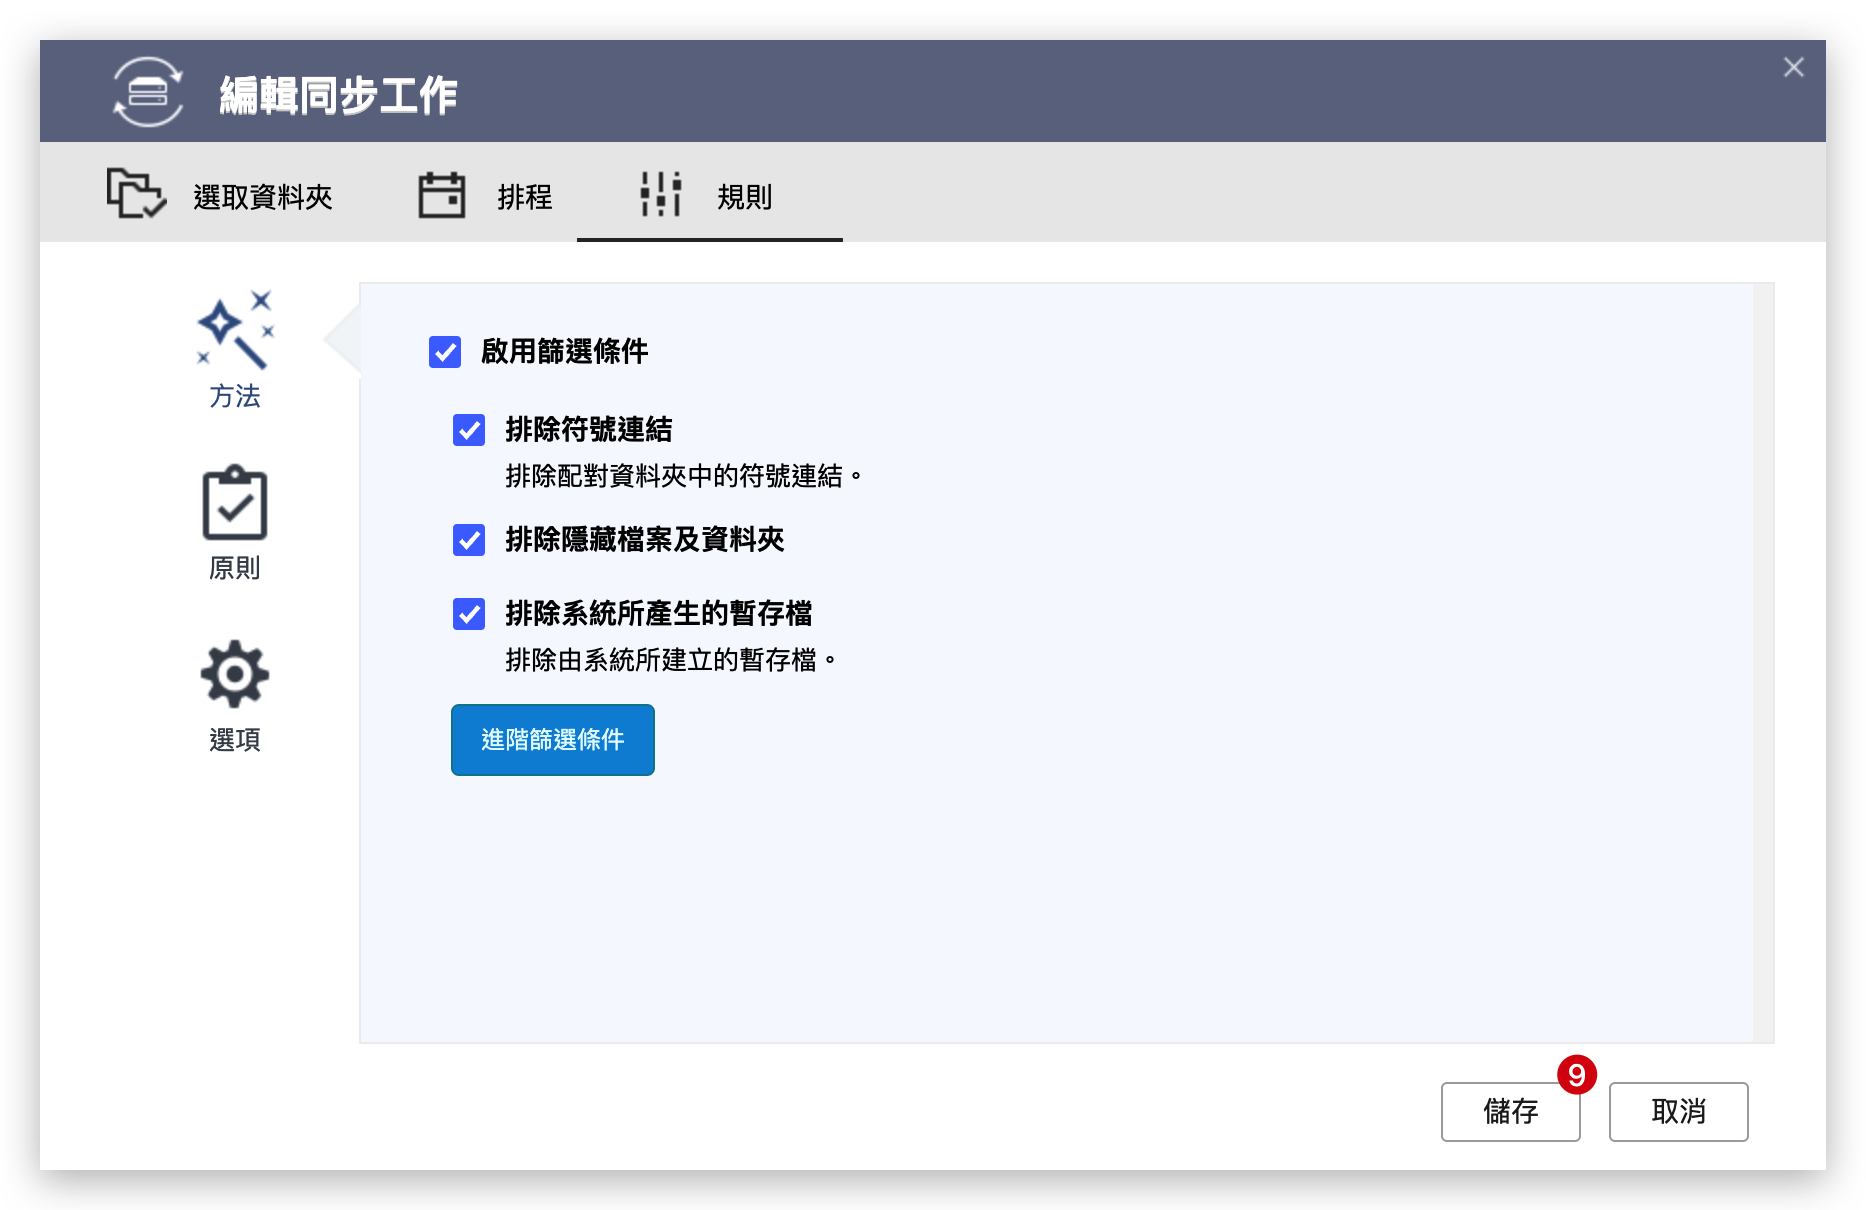 編輯同步工作
選取資料夾
排程
規則
方法
原則
選項
啟用篩選條件
排除符號連結
排除配對資料夾中的符號連結。
排除隱藏檔案及資料夾
排除系統所產生的暫存檔
排除由系統所建立的暫存檔。
進階篩選條件
9
儲存
取消